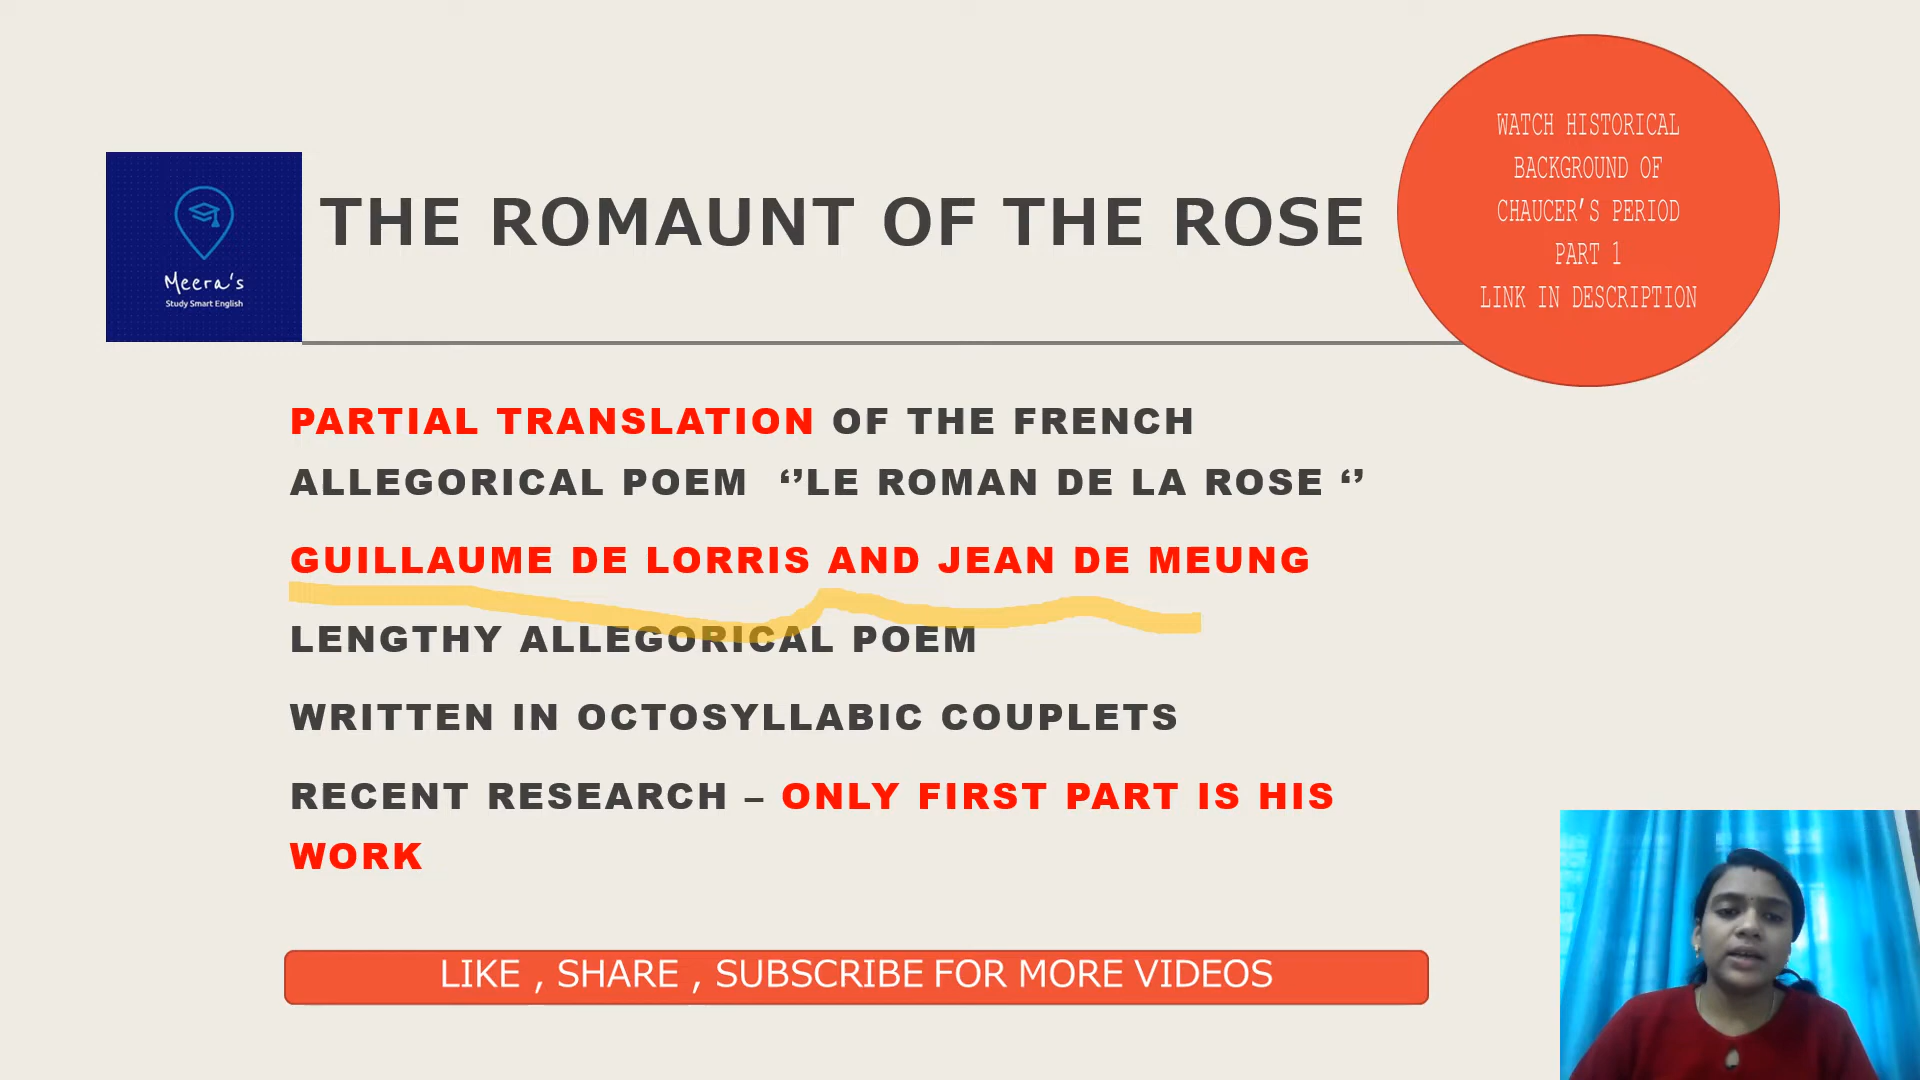 WATCH HISTORICAL
BACKGROUND OF
CHAUCER’S PERIOD
PART 1
LINK IN DESCRIPTION
Meera's
Study Smart English
THE ROMAUNT OF THE ROSE
PARTIAL TRANSLATION OF THE FRENCH
ALLEGORICAL POEM ‘’LE ROMAN DE LA ROSE ‘’
GUILLAUME DE LORRIS AND JEAN DE MEUNG
LENGTHY ALLEGORICAL POEM
WRITTEN IN OCTOSYLLABIC COUPLETS
RECENT RESEARCH – ONLY FIRST PART IS HIS
WORK
LIKE , SHARE , SUBSCRIBE FOR MORE VIDEOS